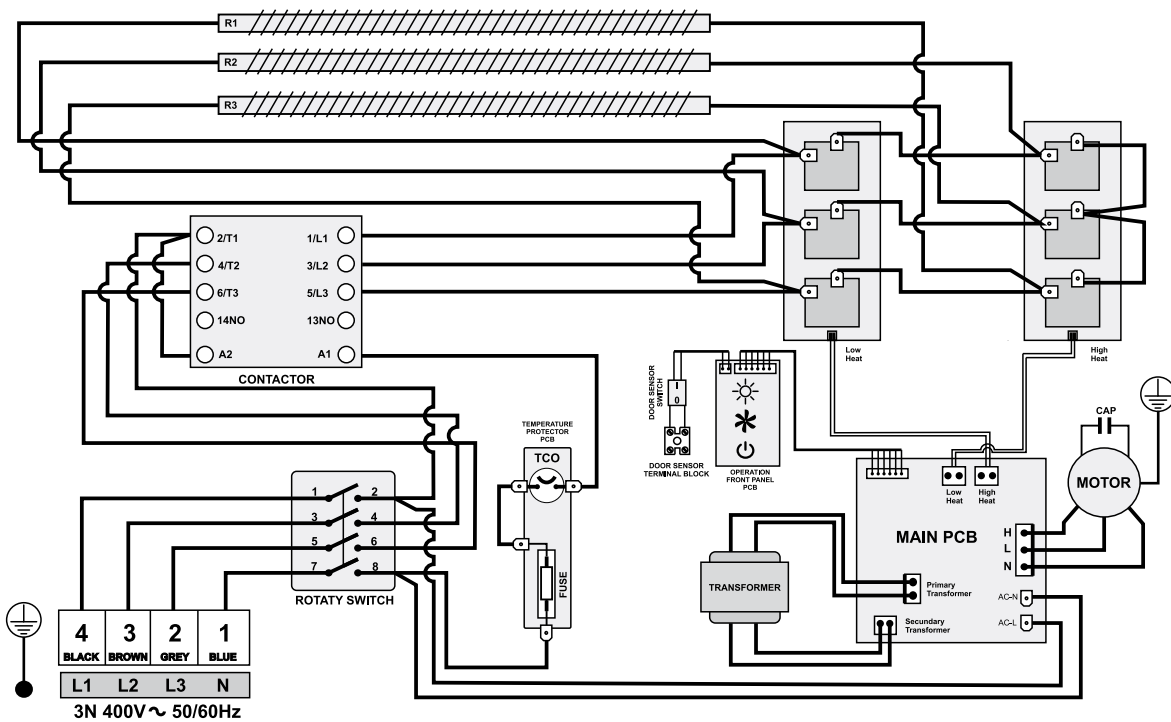 R1
R2
R3
2/T1
1/L1
4/T2
3/L2
6/T3
5/L3
14NO
13NO
A2
A1
CONTACTOR
Low
Heat
High
Heat
DOOR SENSOR
SWITCH
I
0
DOOR SENSOR
TERMINAL BLOCK
OPERATION
FRONT PANEL
PCB
TEMPERATURE
PROTECTOR
PCB
TCO
FUSE
CAP
MOTOR
Low
Heat
High
Heat
MAIN PCB
H
L
N
Primary
Transformer
Secundary
Transformer
AC-N
AC-L
TRANSFORMER
1
2
3
4
5
6
7
8
ROTATY SWITCH
4
3
2
1
BLACK
BROWN
GREY
BLUE
L1
L2
L3
N
3N 400V ~ 50/60Hz